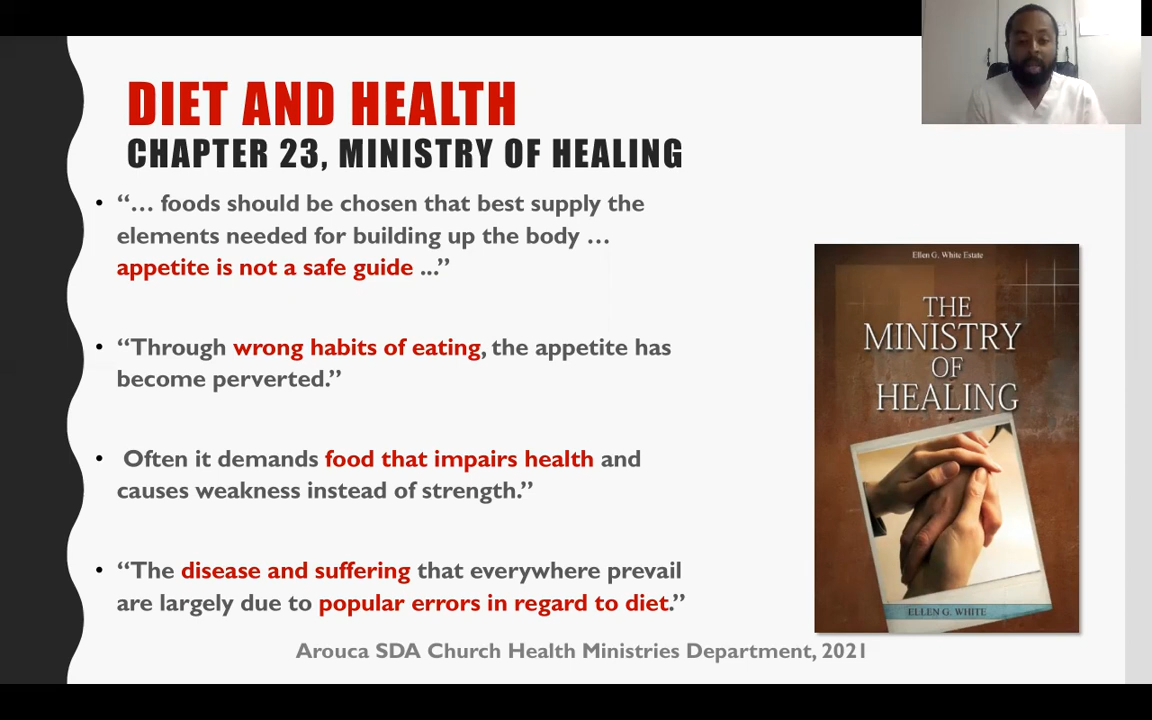 DIET AND HEALTH
CHAPTER 23, MINISTRY OF HEALING
• “… foods should be chosen that best supply the
elements needed for building up the body …
appetite is not a safe guide ...”
• “Through wrong habits of eating, the appetite has
become perverted.”
• Often it demands food that impairs health and
causes weakness instead of strength.”
• “The disease and suffering that everywhere prevail
are largely due to popular errors in regard to diet.”
Ellen G. White Estate
THE
MINISTRY
OF
HEALING
ELLEN G. WHITE
Arouca SDA Church Health Ministries Department, 2021